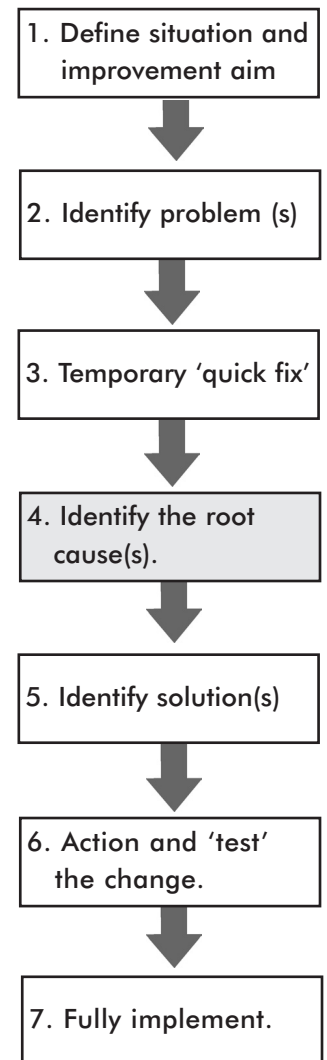 1. Define situation and
improvement aim
2. Identify problem (s)
3. Temporary ‘quick fix’
4. Identify the root
cause(s).
5. Identify solution(s)
6. Action and ‘test’
the change.
7. Fully implement.